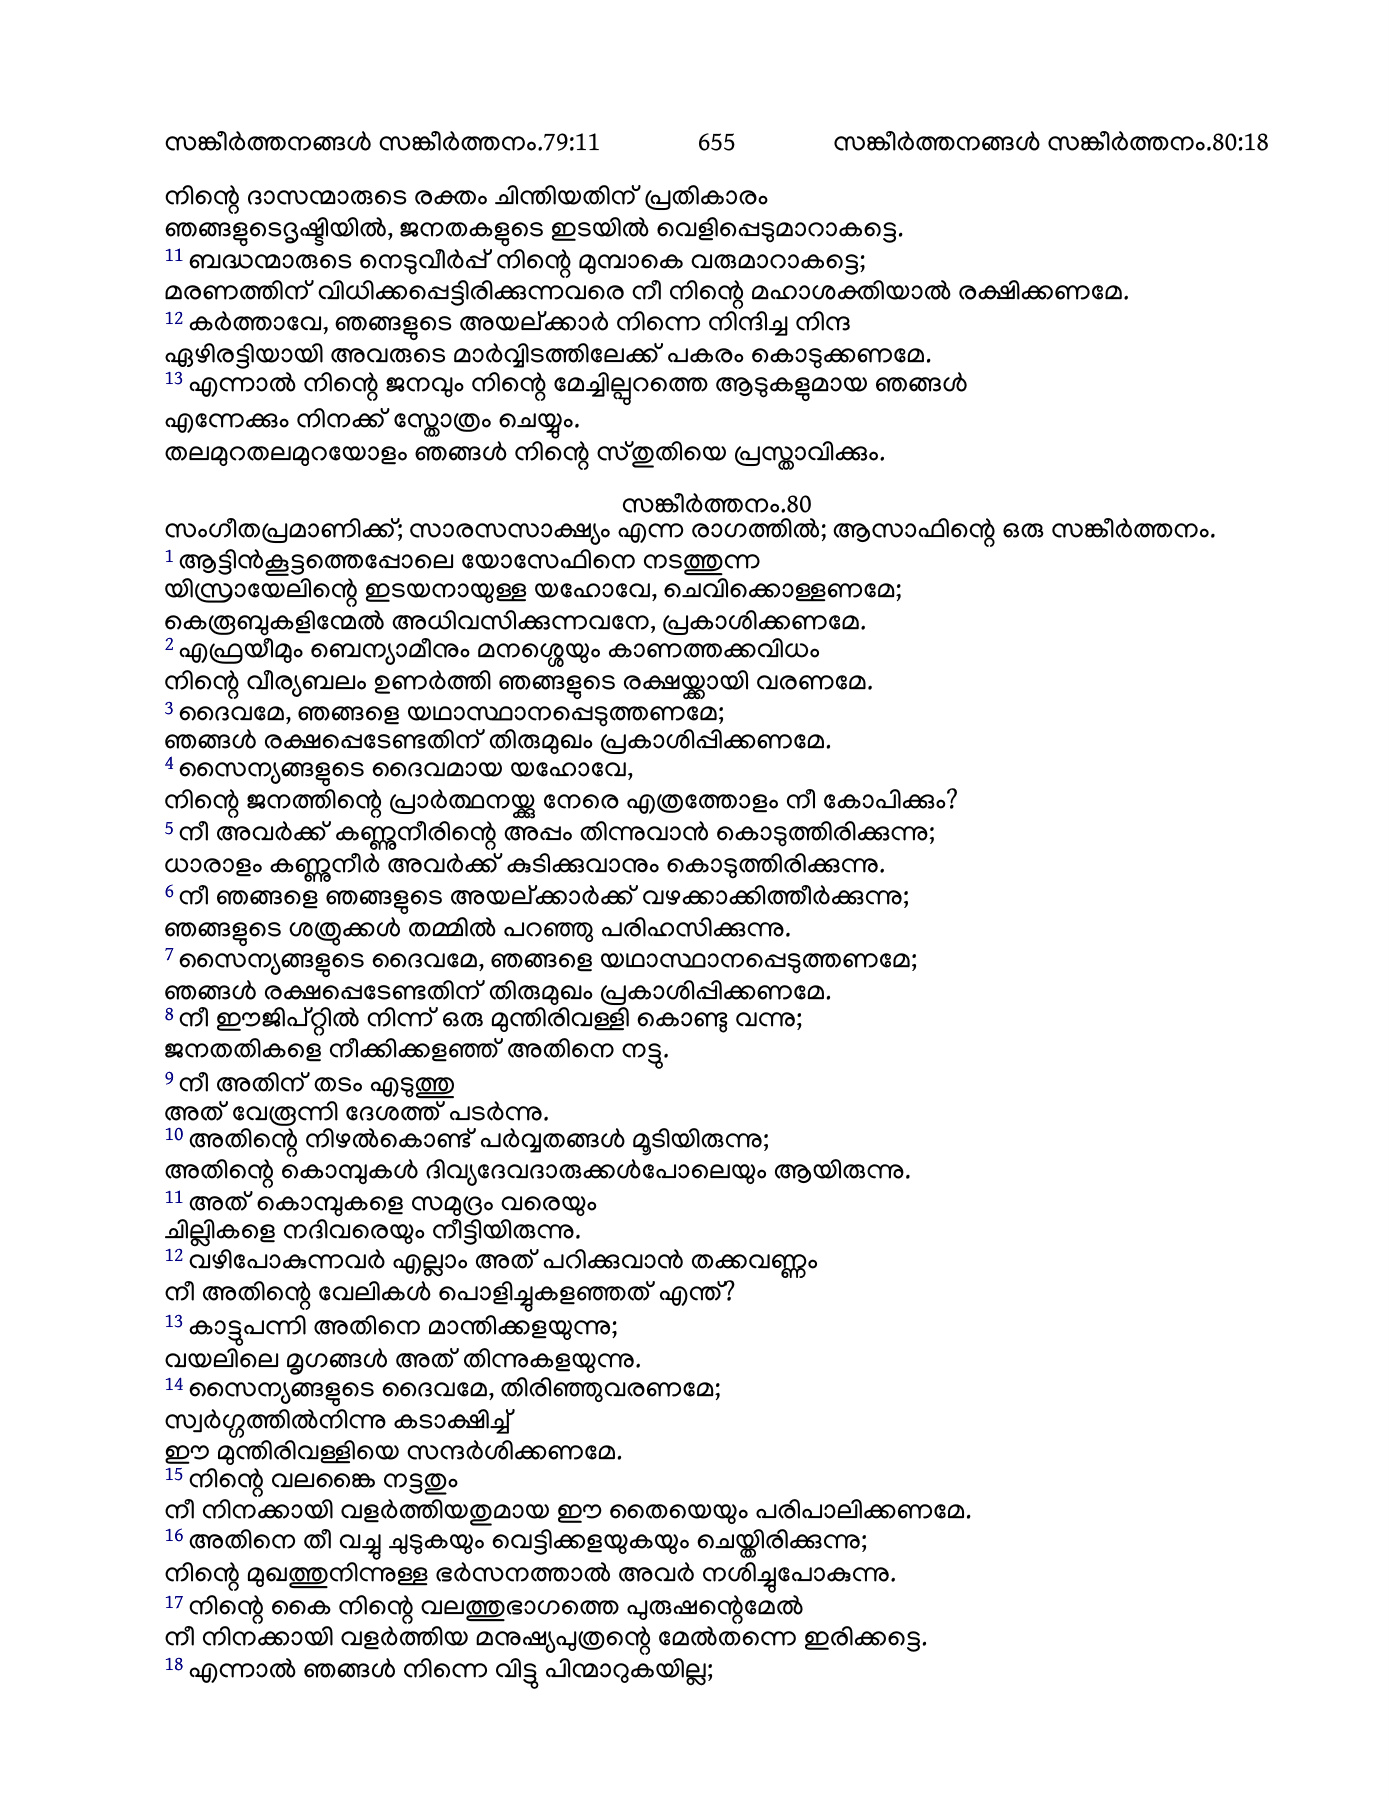 സങ്കീർത്തനങ്ങൾ സങ്കീർത്തനം.79:11 655 സങ്കീർത്തനങ്ങൾ സങ്കീർത്തനം.80:18
നിന്റെ ദാസന്മാരുടെ രക്തം ചിന്തിയതിന് പ്രതികാരം
ഞങ്ങളുടെദൃഷ്ടിയിൽ, ജനതകളുടെ ഇടയിൽ വെളിപ്പെടുമാറാകട്ടെ.
11 ബദ്ധന്മാരുടെ നെടുവീർപ്പ് നിന്റെ മുമ്പാകെ വരുമാറാകട്ടെ;
മരണത്തിന് വിധിക്കപ്പെട്ടിരിക്കുന്നവരെ നീ നിന്റെ മഹാശക്തിയാൽ രക്ഷിക്കണമേ.
12 കർത്താവേ, ഞങ്ങളുടെ അയല്ക്കാർ നിന്നെ നിന്ദിച്ച നിന്ദ
ഏഴിരട്ടിയായി അവരുടെ മാർവ്വിടത്തിലേക്ക് പകരം കൊടുക്കണമേ.
13 എന്നാൽ നിന്റെ ജനവും നിന്റെ മേച്ചില്പുറത്തെ ആടുകളുമായ ഞങ്ങൾ
എന്നേക്കും നിനക്ക് സ്തോത്രം ചെയ്യും.
തലമുറതലമുറയോളം ഞങ്ങൾ നിന്റെ സ്തുതിയെ പ്രസ്താവിക്കും.
സങ്കീർത്തനം.80
സംഗീതപ്രമാണിക്ക്; സാരസസാക്ഷ്യം എന്ന രാഗത്തിൽ; ആസാഫിന്റെ ഒരു സങ്കീർത്തനം.
1 ആട്ടിൻകൂട്ടത്തെപ്പോലെ യോസേഫിനെ നടത്തുന്ന
യിസ്രായേലിന്റെ ഇടയനായുള്ള യഹോവേ, ചെവിക്കൊള്ളണമേ;
കെരൂബുകളിന്മേൽ അധിവസിക്കുന്നവനേ, പ്രകാശിക്കണമേ.
2 എഫ്രയീമും ബെന്യാമീനും മനശ്ശെയും കാണത്തക്കവിധം
നിന്റെ വീര്യബലം ഉണർത്തി ഞങ്ങളുടെ രക്ഷയ്ക്കായി വരണമേ.
3 ദൈവമേ, ഞങ്ങളെ യഥാസ്ഥാനപ്പെടുത്തണമേ;
ഞങ്ങൾ രക്ഷപ്പെടേണ്ടതിന് തിരുമുഖം പ്രകാശിപ്പിക്കണമേ.
4 സൈന്യങ്ങളുടെ ദൈവമായ യഹോവേ,
നിന്റെ ജനത്തിന്റെ പ്രാർത്ഥനയ്ക്കു നേരെ എത്രത്തോളം നീ കോപിക്കും?
5 നീ അവർക്ക് കണ്ണുനീരിന്റെ അപ്പം തിന്നുവാൻ കൊടുത്തിരിക്കുന്നു;
ധാരാളം കണ്ണുനീർ അവർക്ക് കുടിക്കുവാനും കൊടുത്തിരിക്കുന്നു.
6 നീ ഞങ്ങളെ ഞങ്ങളുടെ അയല്ക്കാർക്ക് വഴക്കാക്കിത്തീർക്കുന്നു;
ഞങ്ങളുടെ ശത്രുക്കൾ തമ്മിൽ പറഞ്ഞു പരിഹസിക്കുന്നു.
7 സൈന്യങ്ങളുടെ ദൈവമേ, ഞങ്ങളെ യഥാസ്ഥാനപ്പെടുത്തണമേ;
ഞങ്ങൾ രക്ഷപ്പെടേണ്ടതിന് തിരുമുഖം പ്രകാശിപ്പിക്കണമേ.
8 നീ ഈജിപ്റ്റിൽ നിന്ന് ഒരു മുന്തിരിവള്ളി കൊണ്ടു വന്നു;
ജനതതികളെ നീക്കിക്കളഞ്ഞ് അതിനെ നട്ടു.
9 നീ അതിന് തടം എടുത്തു
അത് വേരൂന്നി ദേശത്ത് പടർന്നു.
10 അതിന്റെ നിഴൽകൊണ്ട് പർവ്വതങ്ങൾ മൂടിയിരുന്നു;
അതിന്റെ കൊമ്പുകൾ ദിവ്യദേവദാരുക്കൾപോലെയും ആയിരുന്നു.
11 അത് കൊമ്പുകളെ സമുദ്രം വരെയും
ചില്ലികളെ നദിവരെയും നീട്ടിയിരുന്നു.
12 വഴിപോകുന്നവർ എല്ലാം അത് പറിക്കുവാൻ തക്കവണ്ണം
നീ അതിന്റെ വേലികൾ പൊളിച്ചുകളഞ്ഞത് എന്ത്?
13 കാട്ടുപന്നി അതിനെ മാന്തിക്കളയുന്നു;
വയലിലെ മൃഗങ്ങൾ അത് തിന്നുകളയുന്നു.
14 സൈന്യങ്ങളുടെ ദൈവമേ, തിരിഞ്ഞുവരണമേ;
സ്വർഗ്ഗത്തിൽനിന്നു കടാക്ഷിച്ച്
ഈ മുന്തിരിവള്ളിയെ സന്ദർശിക്കണമേ.
15 നിന്റെ വലങ്കൈ നട്ടതും
നീ നിനക്കായി വളർത്തിയതുമായ ഈ തൈയെയും പരിപാലിക്കണമേ.
16 അതിനെ തീ വച്ചു ചുടുകയും വെട്ടിക്കളയുകയും ചെയ്തിരിക്കുന്നു;
നിന്റെ മുഖത്തുനിന്നുള്ള ഭർസനത്താൽ അവർ നശിച്ചുപോകുന്നു.
17 നിന്റെ കൈ നിന്റെ വലത്തുഭാഗത്തെ പുരുഷന്റെമേൽ
നീ നിനക്കായി വളർത്തിയ മനുഷ്യപുത്രന്റെ മേൽതന്നെ ഇരിക്കട്ടെ.
18 എന്നാൽ ഞങ്ങൾ നിന്നെ വിട്ടു പിന്മാറുകയില്ല;